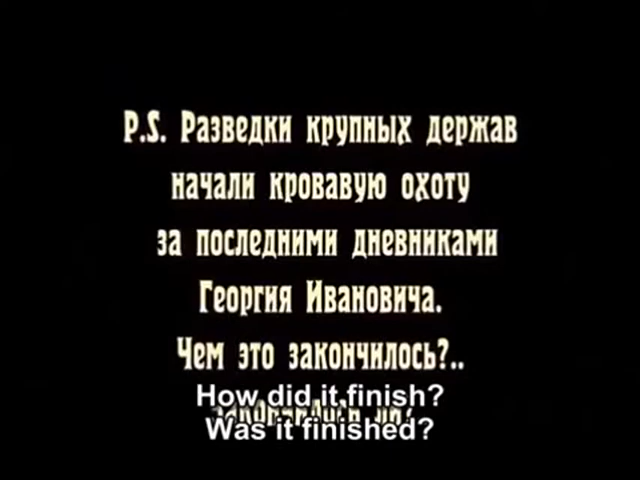 P.S. Разведки крупных держав
начали кровавую охоту
за последними дневниками
Георгия Ивановича.
Чем это закончилось?..
How did it finish?
Was it finished?